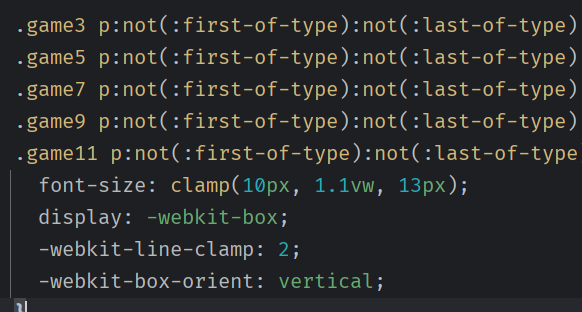 .game3 p:not(:first-of-type):not(:last-of-type)
.game5 p:not(:first-of-type):not(:last-of-type)
.game7 p:not(:first-of-type):not(:last-of-type)
.game9 p:not(:first-of-type):not(:last-of-type)
.game11 p:not(:first-of-type):not(:last-of-type
font-size: clamp(10px, 1.1vw, 13px);
display: -webkit-box;
-webkit-line-clamp: 2;
-webkit-box-orient: vertical;
}